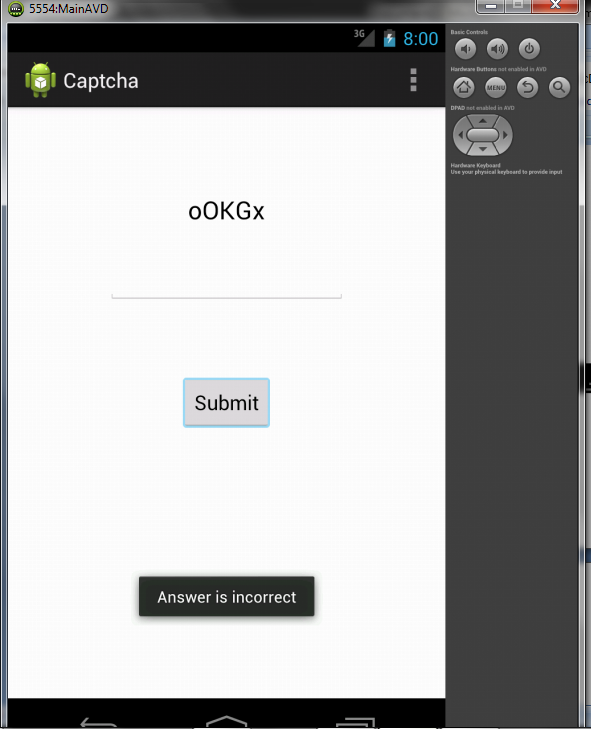 5554:MainAVD
3G 8:00
Captcha
oOKGx
Submit
Answer is incorrect
Basic Controls
Hardware Buttons not enabled in AVD
MENU
DPAD not enabled in AVD
Hardware Keyboard
Use your physical keyboard to provide input